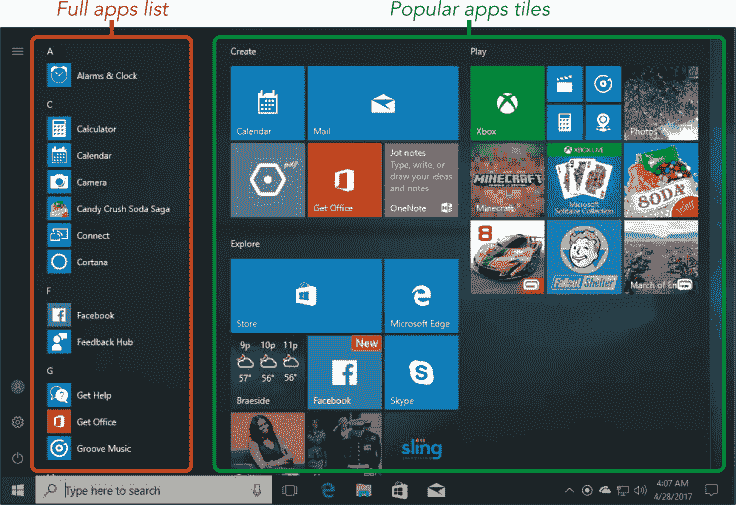 Full apps list
Popular apps tiles
A
Alarms & Clock
C
Calculator
Calendar
Camera
Candy Crush Soda Saga
Connect
Cortana
F
Facebook
Feedback Hub
G
Get Help
Get Office
Groove Music
Create
Calendar
Mail
Get Office
Jot notes
Type, write, or
draw your ideas
and notes
OneNote
Explore
Store
Microsoft Edge
9p 10p 11p
57° 56° 56°
Braeside
New
Facebook
Skype
sling
Play
Xbox
Photos
MINECRAFT
Minecraft
XBOX LIVE
Microsoft
Solitaire Collection
SODA
8
Fallout Shelter
March of Em
Type here to search
4:07 AM
4/28/2017